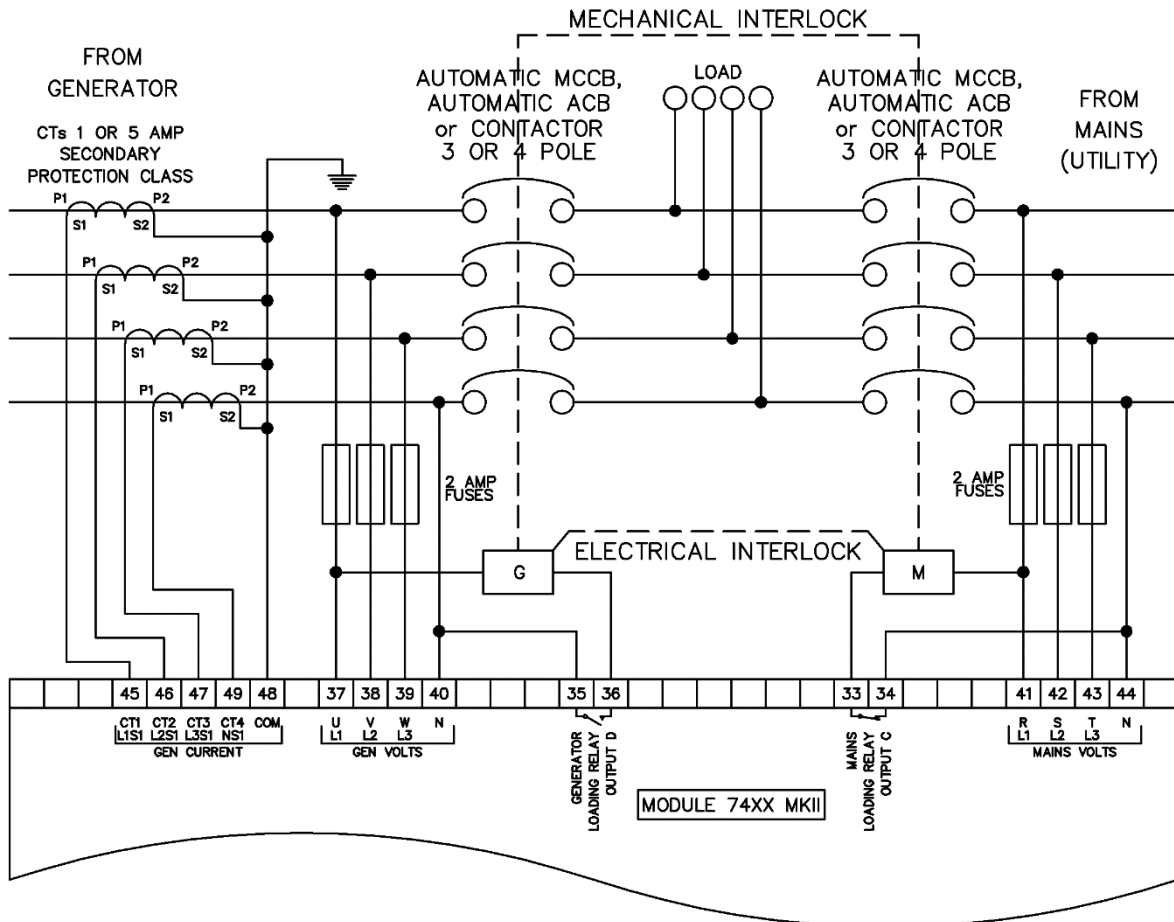 MECHANICAL INTERLOCK
FROM
GENERATOR
CTs 1 OR 5 AMP
SECONDARY
PROTECTION CLASS
AUTOMATIC MCCB,
AUTOMATIC ACB
or CONTACTOR
3 OR 4 POLE
LOAD
AUTOMATIC MCCB,
AUTOMATIC ACB
or CONTACTOR
3 OR 4 POLE
FROM
MAINS
(UTILITY)
P1 P2
S1 S2
P1 P2
S1 S2
P1 P2
S1 S2
P1 P2
S1 S2
2 AMP
FUSES
2 AMP
FUSES
ELECTRICAL INTERLOCK
G
M
45 46 47 49 48 37 38 39 40 35 36 33 34 41 42 43 44
CT1 CT2 CT3 CT4 COM
L1S1 L2S1 L3S1 NS1
GEN CURRENT
U V W N
L1 L2 L3
GEN VOLTS
GENERATOR
LOADING RELAY
OUTPUT D
MAINS
LOADING RELAY
OUTPUT C
R S T N
L1 L2 L3
MAINS VOLTS
MODULE 74XX MKII